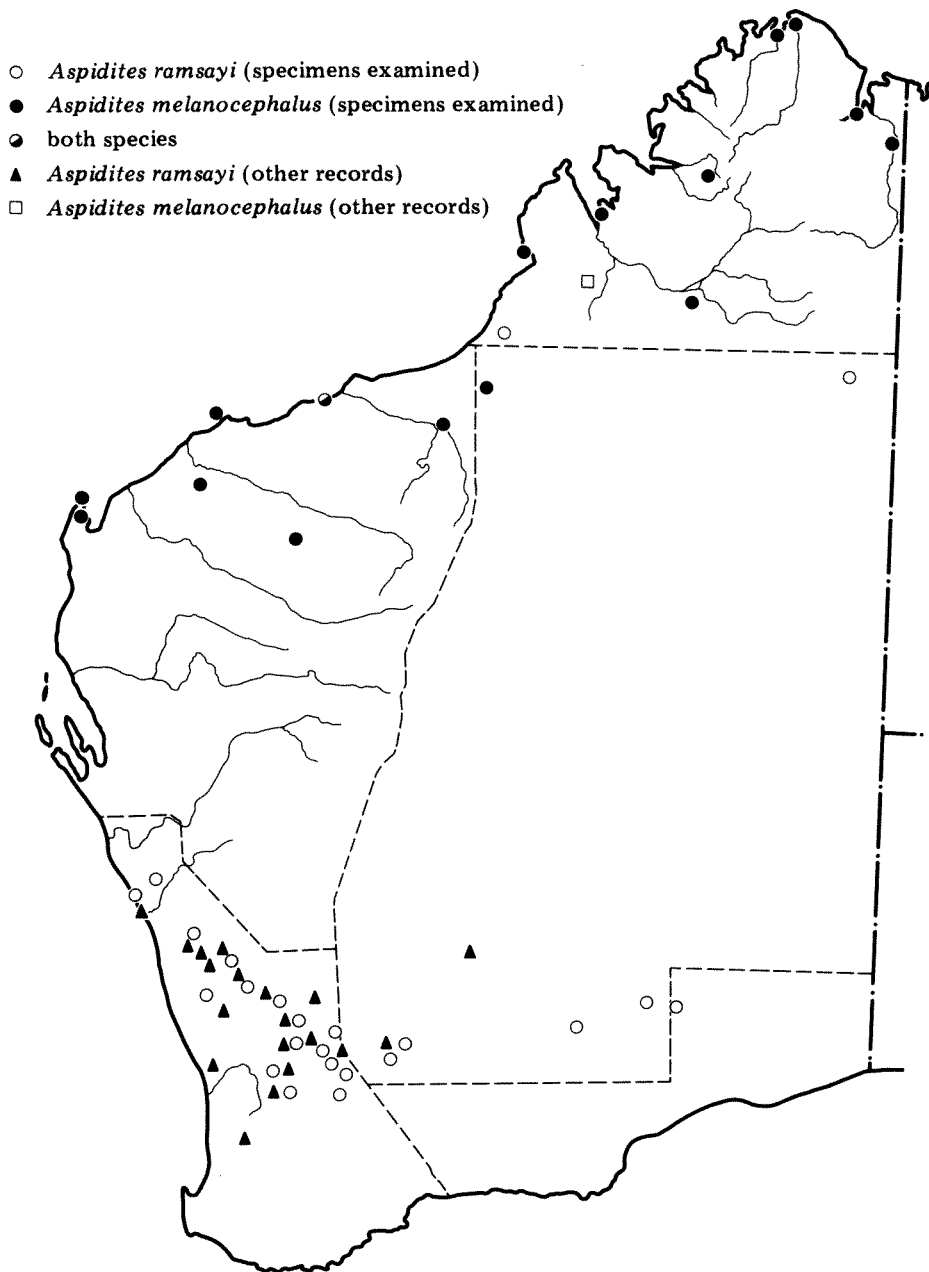 Aspidites ramsayi (specimens examined)
Aspidites melanocephalus (specimens examined)
both species
Aspidites ramsayi (other records)
Aspidites melanocephalus (other records)